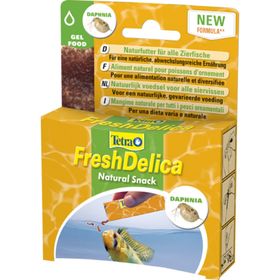 DAPHNIA
GEL
FOOD
NEW
FORMULA**
D Naturfutter für alle Zierfische
Für eine natürliche, abwechslungsreiche Ernährung
F Aliment naturel pour poissons d'ornement
Pour une alimentation naturelle et diversifiée
NL Natuurlijk voedsel voor alle siervissen
Voor een natuurlijke, gevarieerde voeding
I Mangime naturale per tutti i pesci ornamentali
Per una dieta varia e naturale
Tetra
FreshDelica
Natural Snack
DAPHNIA